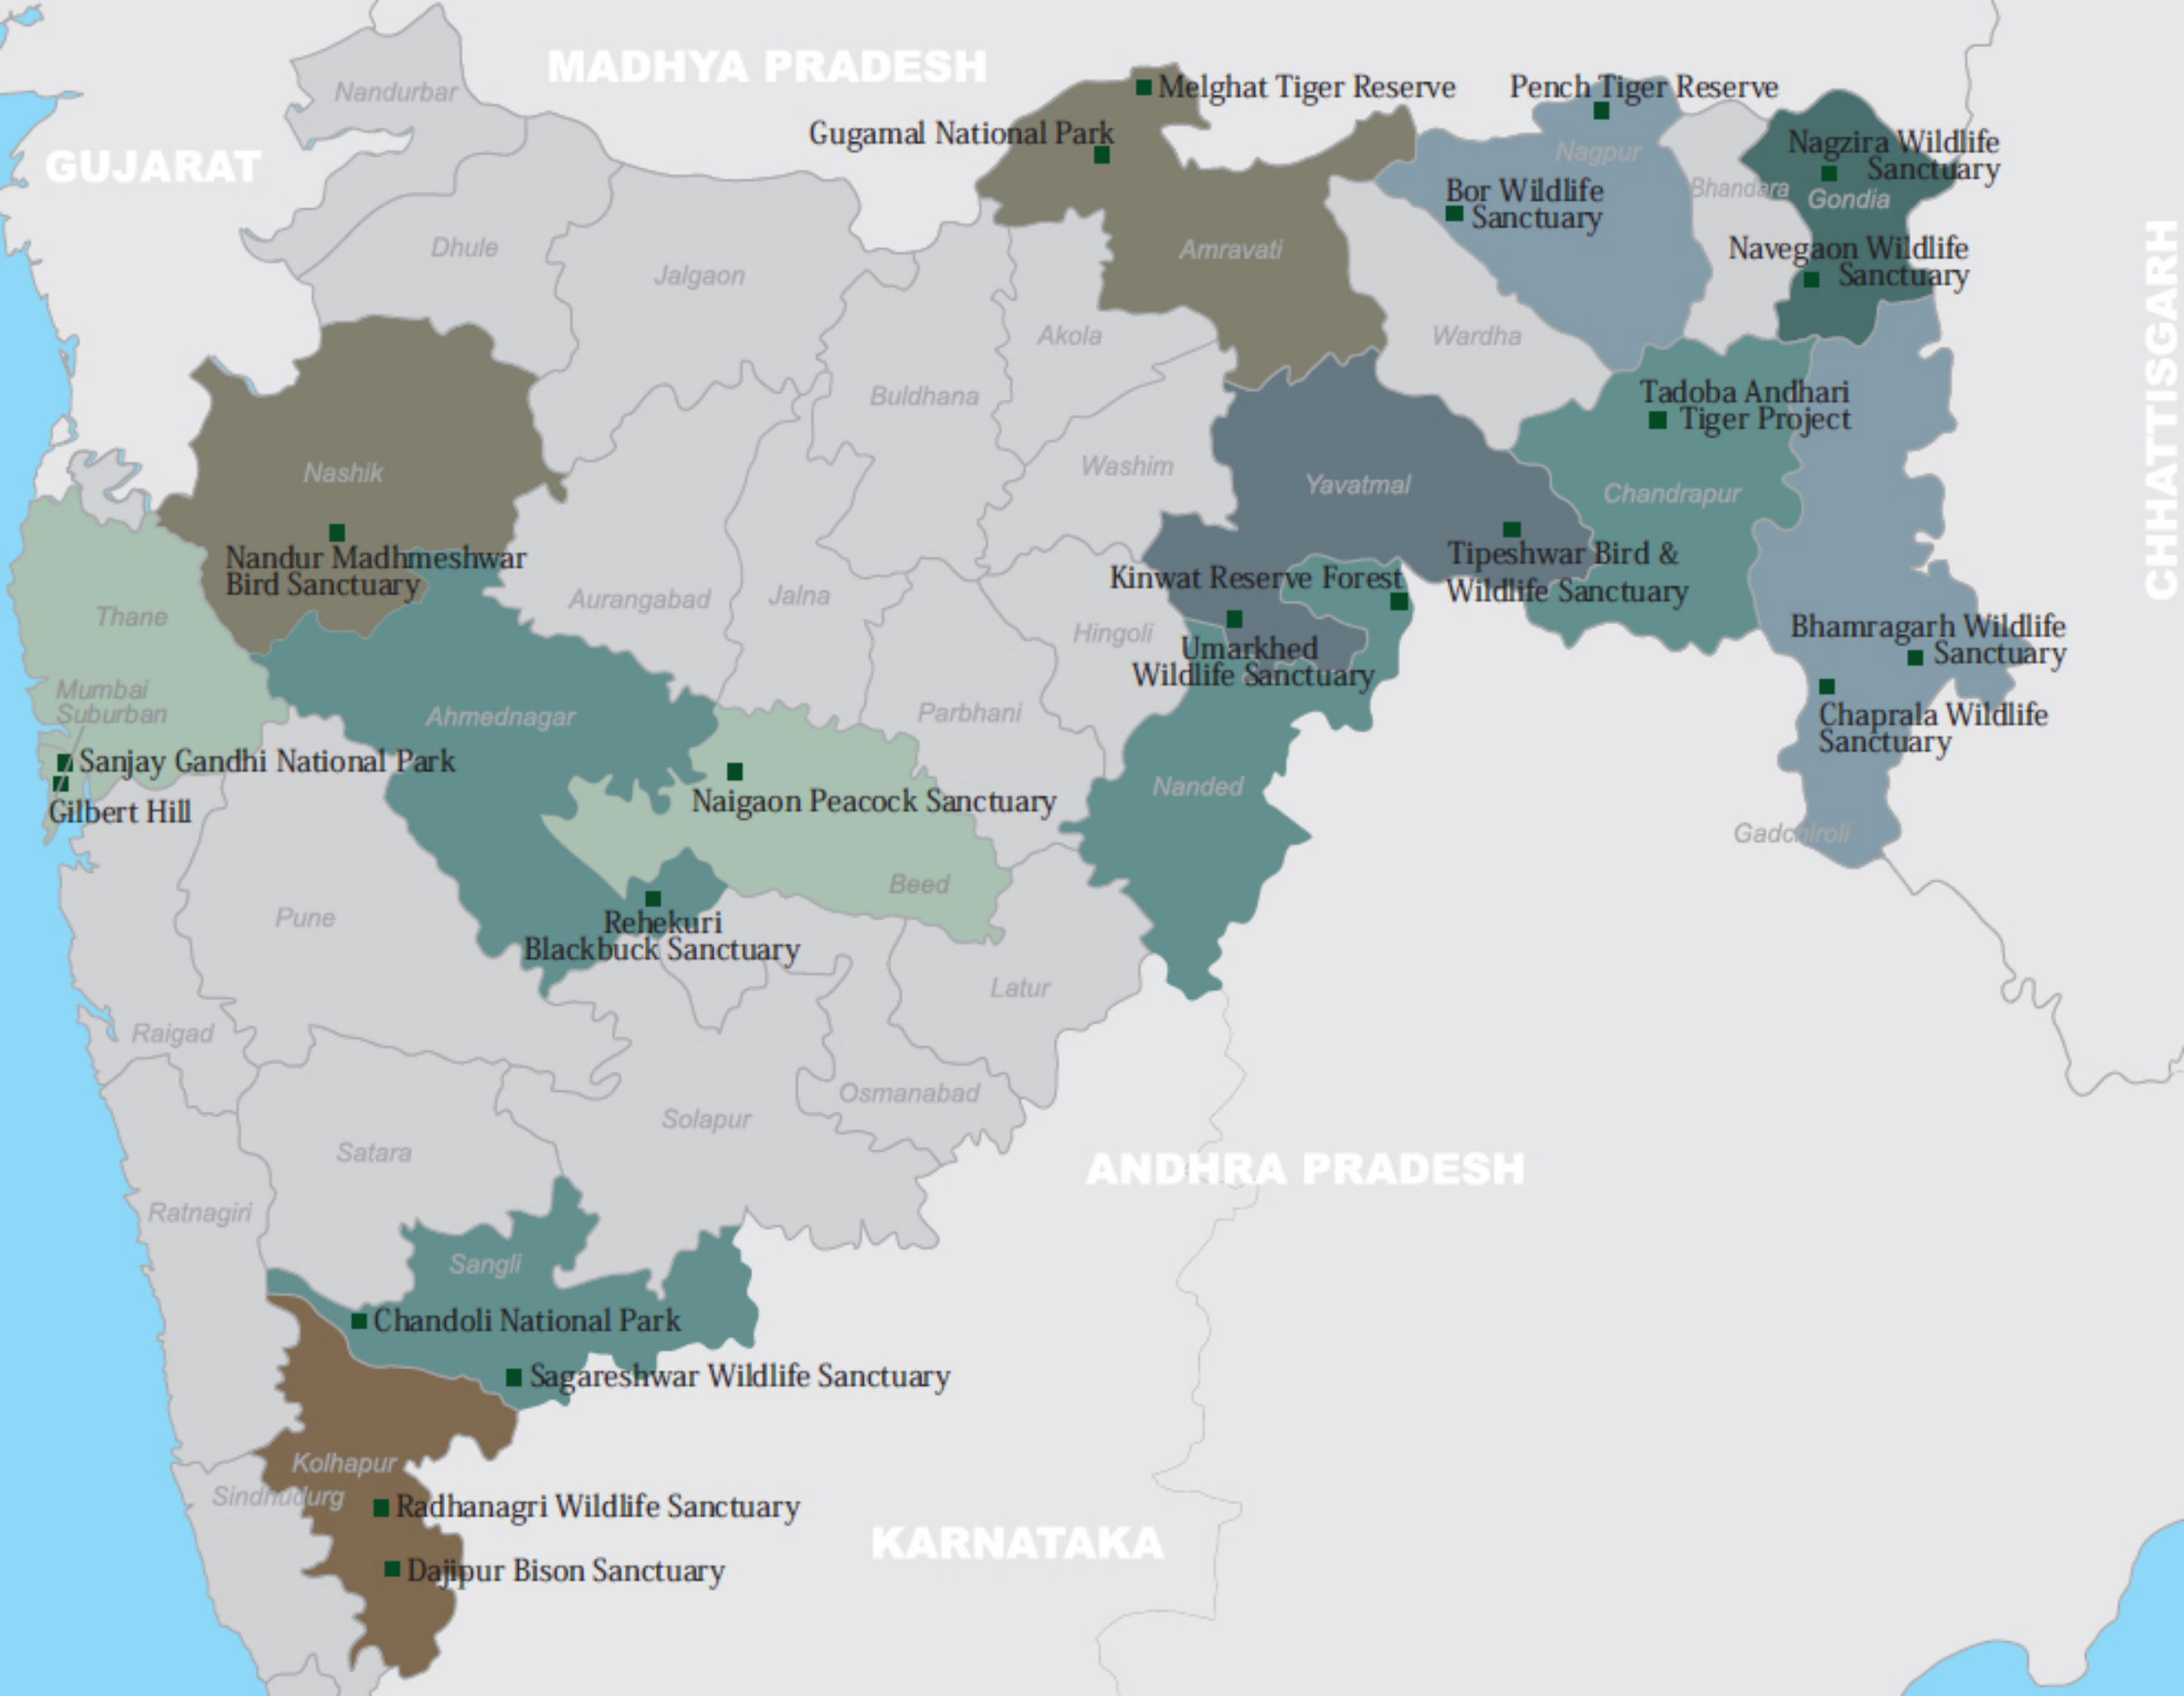 MADHYA PRADESH
Nandurbar
Melghat Tiger Reserve
Pench Tiger Reserve
Gugamal National Park
GUJARAT
Nagpur
Nagzira Wildlife
Sanctuary
Bhandara
Gondia
Bor Wildlife
Sanctuary
Dhule
Jalgaon
Amravati
Navegaon Wildlife
Sanctuary
Akola
Wardha
CHHATTISGARH
Buldhana
Tadoba Andhari
Tiger Project
Nashik
Washim
Yavatmal
Chandrapur
Nandur Madhmeshwar
Bird Sanctuary
Tipeshwar Bird &
Wildlife Sanctuary
Kinwat Reserve Forest
Thane
Aurangabad
Jalna
Hingoli
Umarkhed
Wildlife Sanctuary
Bhamragarh Wildlife
Sanctuary
Mumbai
Suburban
Ahmednagar
Parbhani
Chaprala Wildlife
Sanctuary
Sanjay Gandhi National Park
Gilbert Hill
Naigaon Peacock Sanctuary
Nanded
Gadchiroli
Beed
Pune
Rehekuri
Blackbuck Sanctuary
Latur
Raigad
Osmanabad
Solapur
Satara
ANDHRA PRADESH
Ratnagiri
Sangli
Chandoli National Park
Sagareshwar Wildlife Sanctuary
Kolhapur
Sindhudurg
Radhanagri Wildlife Sanctuary
KARNATAKA
Dajipur Bison Sanctuary